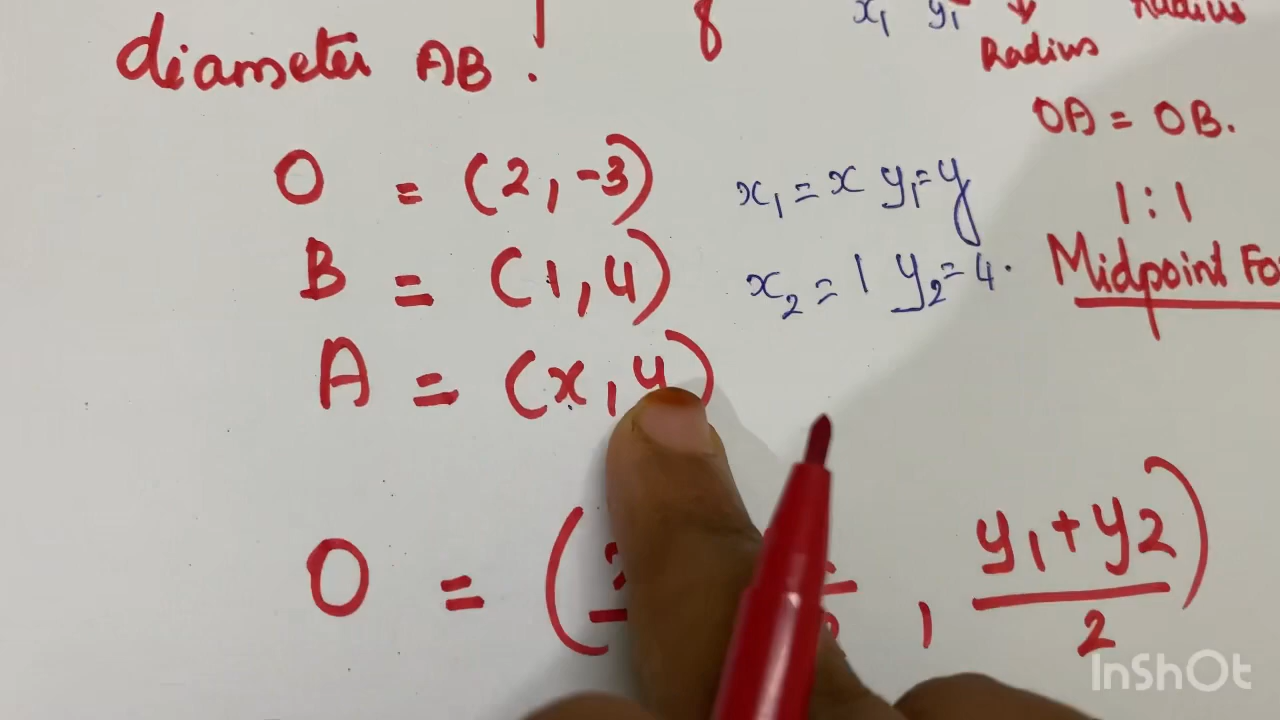 x₁ y₁ Radius
diameter AB.
Radius
OA = OB.
O = (2, -3) x₁ = x y₁ = y
1 : 1
B = (1, 4) x₂ = 1 y₂ = 4.
Midpoint Fo
A = (x, y)
O = ( , y₁ + y2 / 2 )
InShOt